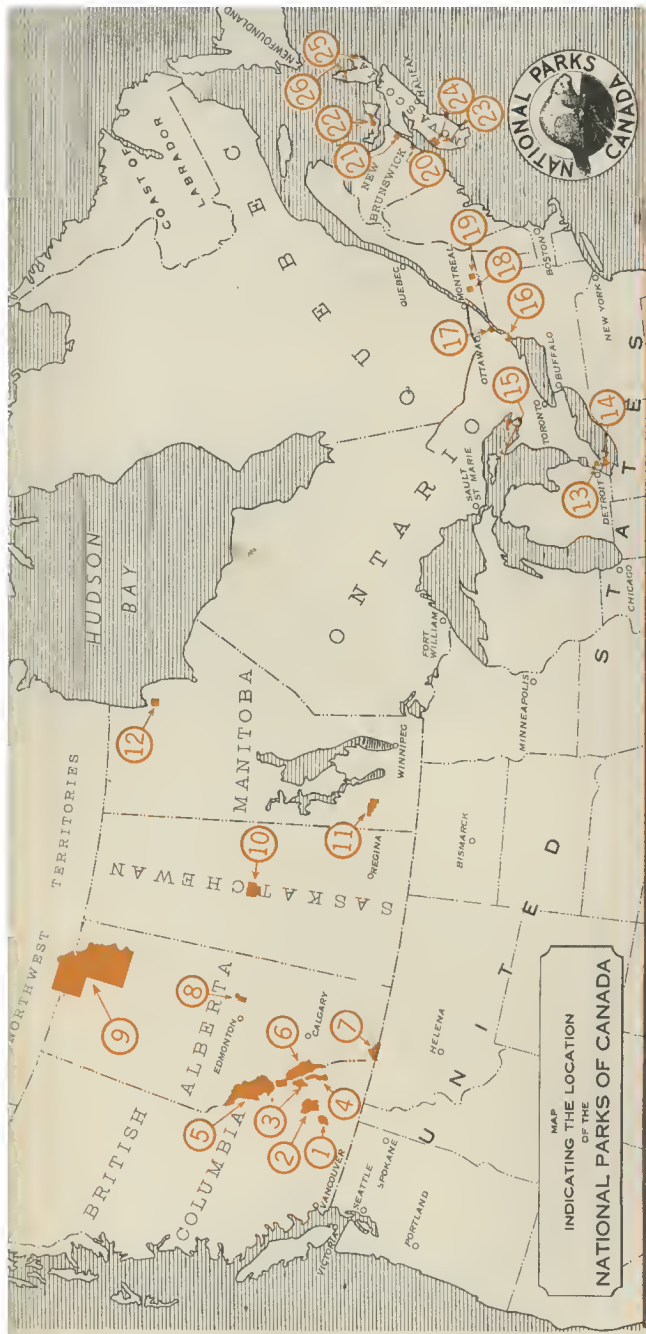 NORTHWEST TERRITORIES
BRITISH
COLUMBIA
ALBERTA
SASKATCHEWAN
MANITOBA
ONTARIO
QUEBEC
HUDSON
BAY
COAST OF
LABRADOR
NEWFOUNDLAND
NEW
BRUNSWICK
NOVA SCOTIA
UNITED STATES
EDMONTON
CALGARY
VANCOUVER
VICTORIA
SEATTLE
SPOKANE
PORTLAND
HELENA
REGINA
BISMARCK
WINNIPEG
MINNEAPOLIS
FORT
WILLIAM
SAULT
ST MARIE
CHICAGO
DETROIT
TORONTO
BUFFALO
OTTAWA
MONTREAL
QUEBEC
BOSTON
NEW YORK
HALIFAX
1
2
3
4
5
6
7
8
9
10
11
12
13
14
15
16
17
18
19
20
21
22
23
24
25
26
MAP
INDICATING THE LOCATION
OF THE
NATIONAL PARKS OF CANADA
NATIONAL PARKS
CANADA